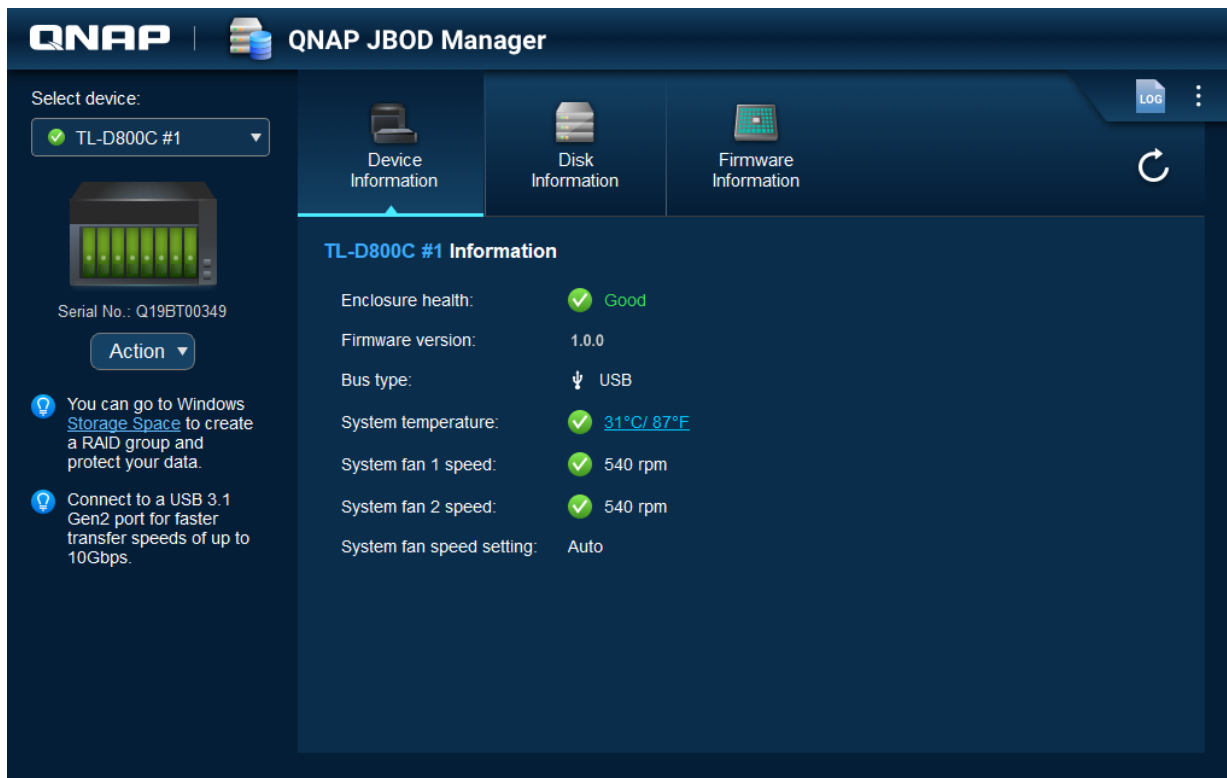 QNAP
QNAP JBOD Manager
Select device:
TL-D800C #1
Serial No.: Q19BT00349
Action
You can go to Windows
Storage Space to create
a RAID group and
protect your data.
Connect to a USB 3.1
Gen2 port for faster
transfer speeds of up to
10Gbps.
LOG
Device
Information
Disk
Information
Firmware
Information
TL-D800C #1 Information
Enclosure health: Good
Firmware version: 1.0.0
Bus type: USB
System temperature: 31°C/ 87°F
System fan 1 speed: 540 rpm
System fan 2 speed: 540 rpm
System fan speed setting: Auto